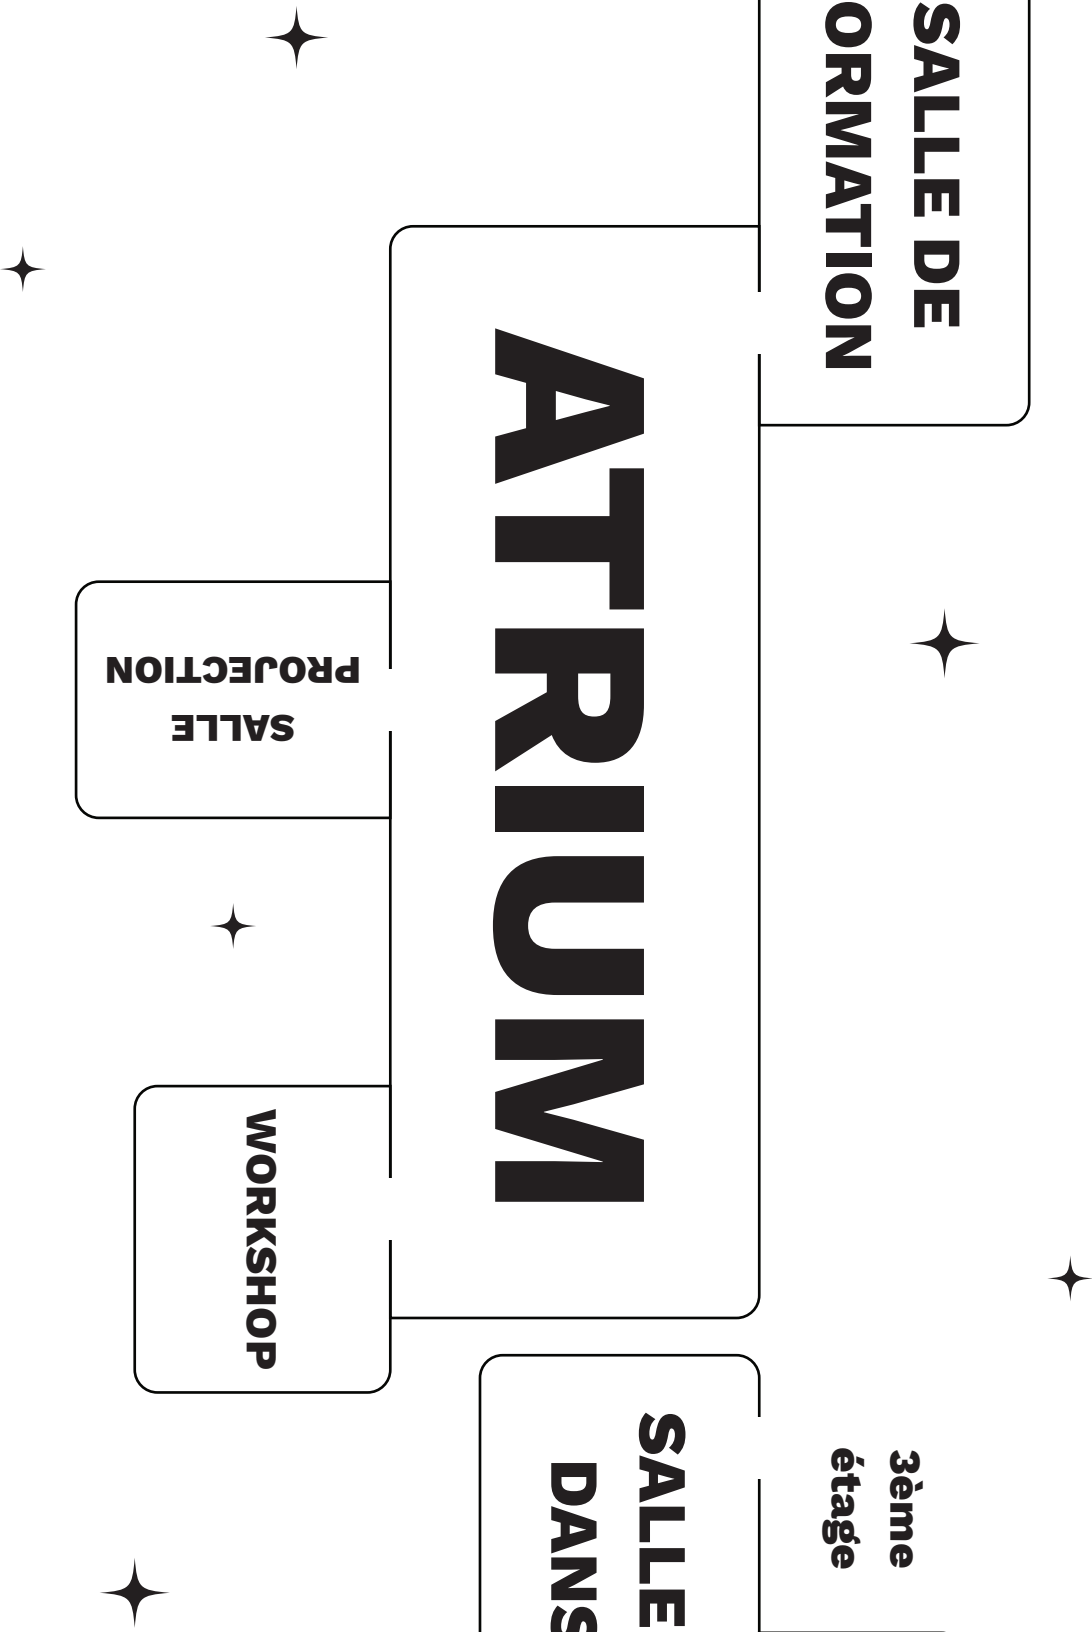 SALLE DE
ORMATION
ATRIUM
SALLE
PROJECTION
WORKSHOP
SALLE
DANS
3ème
étage